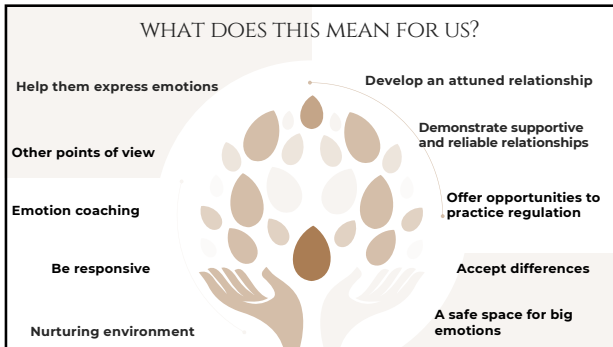 WHAT DOES THIS MEAN FOR US?
Help them express emotions
Other points of view
Emotion coaching
Be responsive
Nurturing environment
Develop an attuned relationship
Demonstrate supportive
and reliable relationships
Offer opportunities to
practice regulation
Accept differences
A safe space for big
emotions